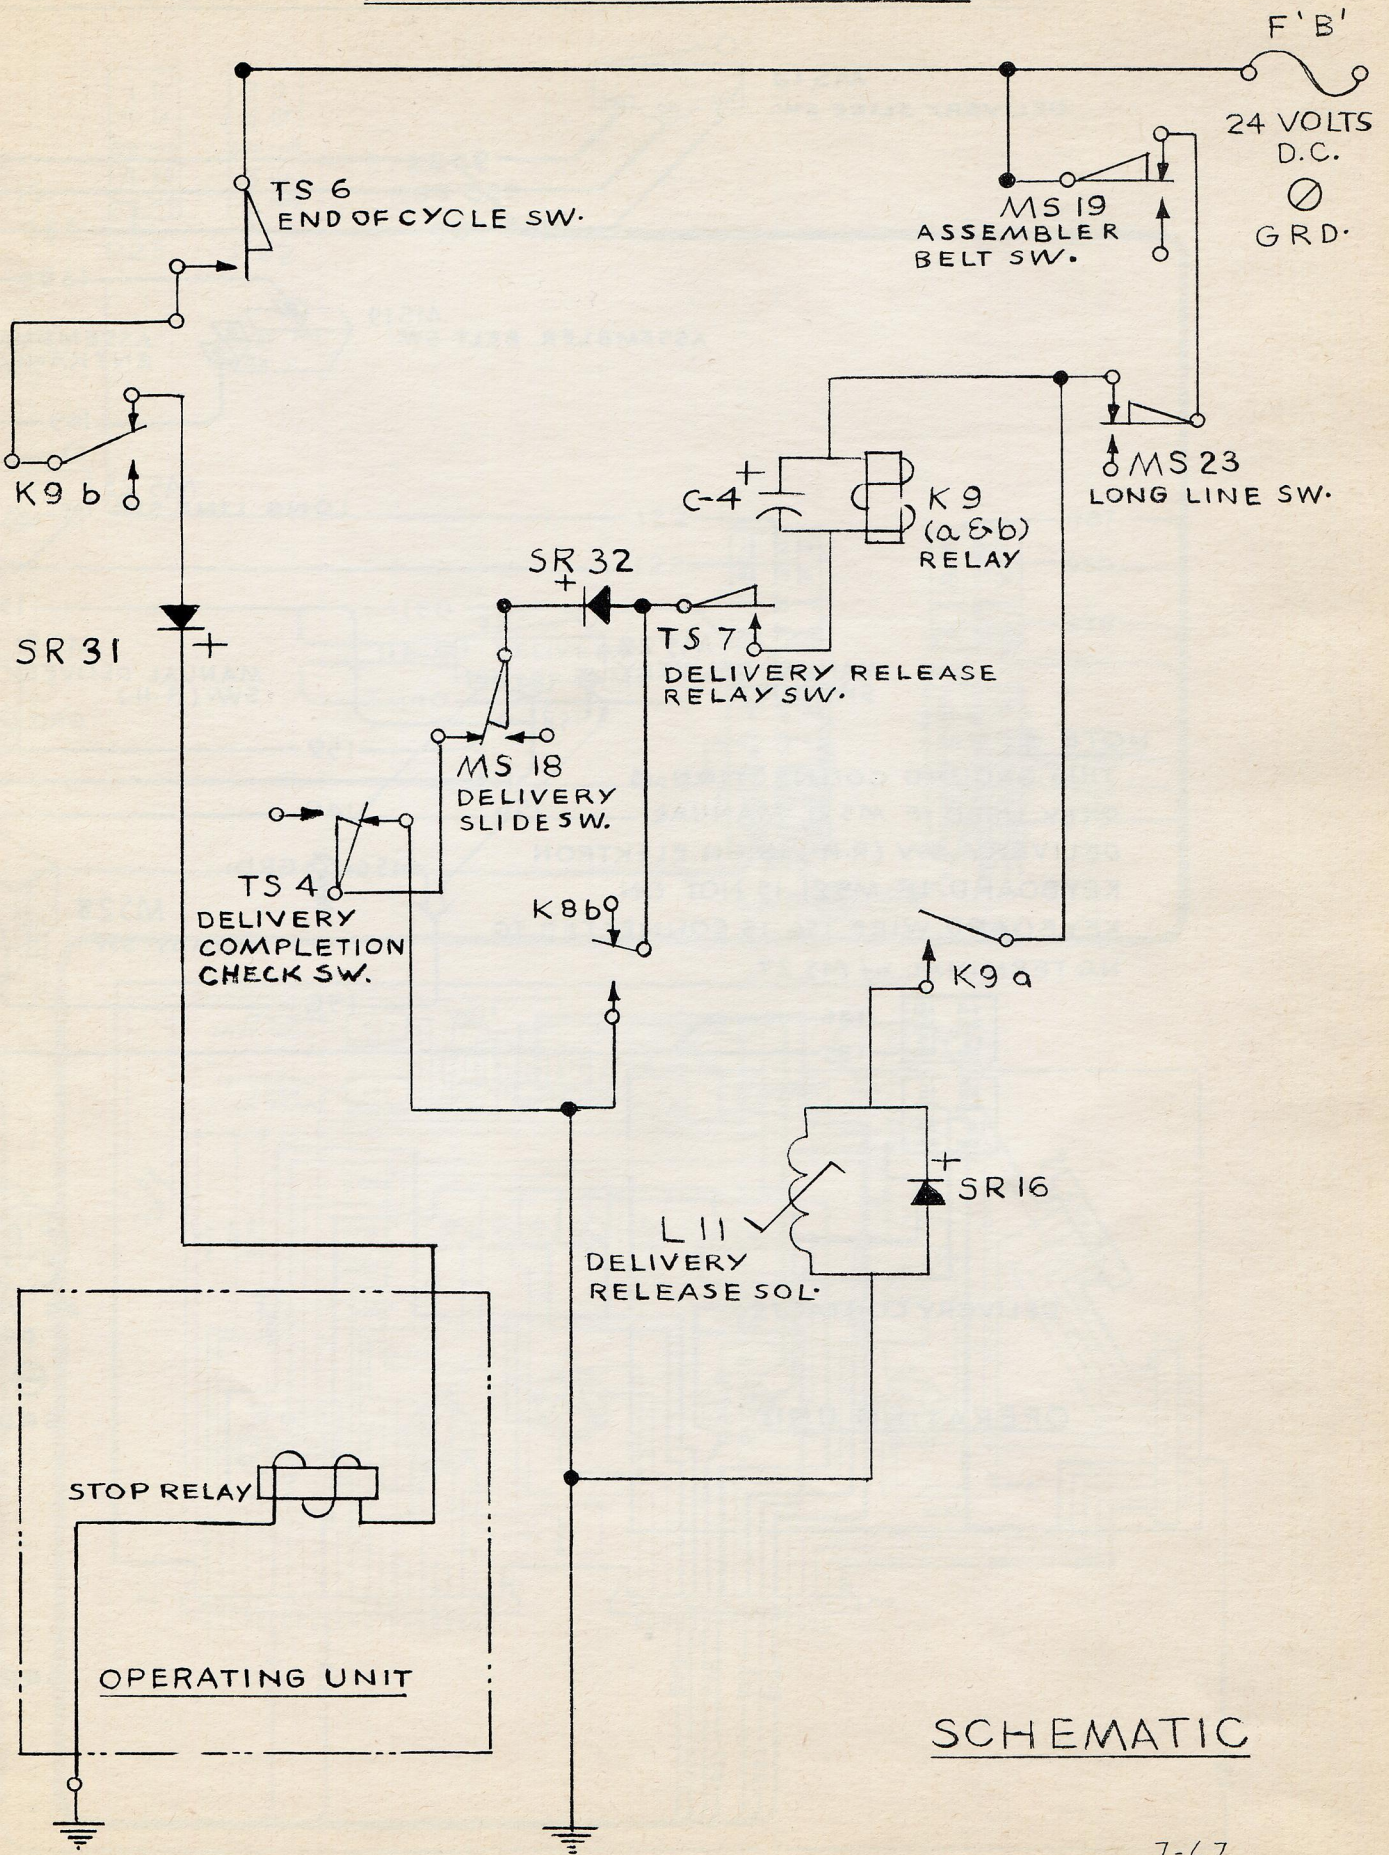 F 'B'
24 VOLTS
D.C.
GRD.
TS 6
END OF CYCLE SW.
MS 19
ASSEMBLER
BELT SW.
K9 b
C-4
+
K 9
(a & b)
RELAY
MS 23
LONG LINE SW.
SR 32
+
SR 31
+
TS 7
DELIVERY RELEASE
RELAY SW.
MS 18
DELIVERY
SLIDE SW.
TS 4
DELIVERY
COMPLETION
CHECK SW.
K8b
K9 a
+
SR 16
L 11
DELIVERY
RELEASE SOL.
STOP RELAY
OPERATING UNIT
SCHEMATIC